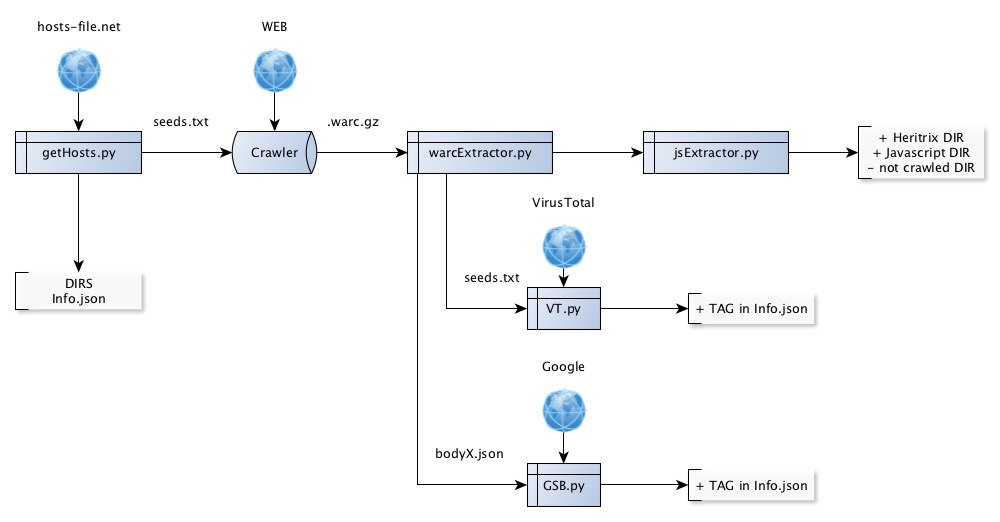 hosts-file.net
WEB
seeds.txt
.warc.gz
getHosts.py
Crawler
warcExtractor.py
jsExtractor.py
+ Heritrix DIR
+ Javascript DIR
- not crawled DIR
VirusTotal
DIRS
Info.json
seeds.txt
VT.py
+ TAG in Info.json
Google
bodyX.json
GSB.py
+ TAG in Info.json